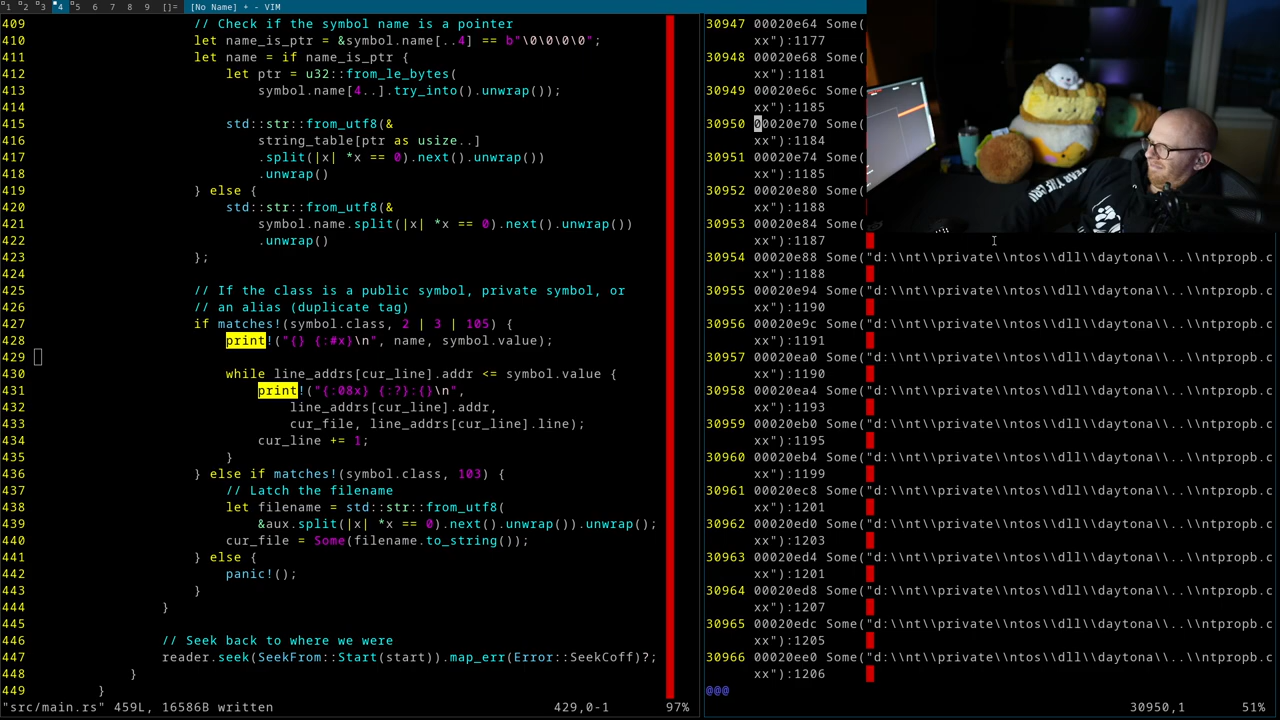 1 2 3 4 5 6 7 8 9 []= [No Name] + - VIM
409 // Check if the symbol name is a pointer
410 let name_is_ptr = &symbol.name[..4] == b"\0\0\0\0";
411 let name = if name_is_ptr {
412 let ptr = u32::from_le_bytes(
413 symbol.name[4..].try_into().unwrap());
414
415 std::str::from_utf8(&
416 string_table[ptr as usize..]
417 .split(|x| *x == 0).next().unwrap())
418 .unwrap()
419 } else {
420 std::str::from_utf8(&
421 symbol.name.split(|x| *x == 0).next().unwrap())
422 .unwrap()
423 };
424
425 // If the class is a public symbol, private symbol, or
426 // an alias (duplicate tag)
427 if matches!(symbol.class, 2 | 3 | 105) {
428 print!("{} {:#x}\n", name, symbol.value);
429
430 while line_addrs[cur_line].addr <= symbol.value {
431 print!("{:08x} {:?}:{}\n",
432 line_addrs[cur_line].addr,
433 cur_file, line_addrs[cur_line].line);
434 cur_line += 1;
435 }
436 } else if matches!(symbol.class, 103) {
437 // Latch the filename
438 let filename = std::str::from_utf8(
439 &aux.split(|x| *x == 0).next().unwrap()).unwrap();
440 cur_file = Some(filename.to_string());
441 } else {
442 panic!();
443 }
444 }
445
446 // Seek back to where we were
447 reader.seek(SeekFrom::Start(start)).map_err(Error::SeekCoff)?;
448 }
449 }
"src/main.rs" 459L, 16586B written 429,0-1 97%
30947 00020e64 Some(
xx"):1177
30948 00020e68 Some(
xx"):1181
30949 00020e6c Some(
xx"):1185
30950 00020e70 Some(
xx"):1184
30951 00020e74 Some(
xx"):1185
30952 00020e80 Some(
xx"):1188
30953 00020e84 Some(
xx"):1187
30954 00020e88 Some("d:\\nt\\private\\ntos\\dll\\daytona\\..\\ntpropb.c
xx"):1188
30955 00020e94 Some("d:\\nt\\private\\ntos\\dll\\daytona\\..\\ntpropb.c
xx"):1190
30956 00020e9c Some("d:\\nt\\private\\ntos\\dll\\daytona\\..\\ntpropb.c
xx"):1191
30957 00020ea0 Some("d:\\nt\\private\\ntos\\dll\\daytona\\..\\ntpropb.c
xx"):1190
30958 00020ea4 Some("d:\\nt\\private\\ntos\\dll\\daytona\\..\\ntpropb.c
xx"):1193
30959 00020eb0 Some("d:\\nt\\private\\ntos\\dll\\daytona\\..\\ntpropb.c
xx"):1195
30960 00020eb4 Some("d:\\nt\\private\\ntos\\dll\\daytona\\..\\ntpropb.c
xx"):1199
30961 00020ec8 Some("d:\\nt\\private\\ntos\\dll\\daytona\\..\\ntpropb.c
xx"):1201
30962 00020ed0 Some("d:\\nt\\private\\ntos\\dll\\daytona\\..\\ntpropb.c
xx"):1203
30963 00020ed4 Some("d:\\nt\\private\\ntos\\dll\\daytona\\..\\ntpropb.c
xx"):1201
30964 00020ed8 Some("d:\\nt\\private\\ntos\\dll\\daytona\\..\\ntpropb.c
xx"):1207
30965 00020edc Some("d:\\nt\\private\\ntos\\dll\\daytona\\..\\ntpropb.c
xx"):1205
30966 00020ee0 Some("d:\\nt\\private\\ntos\\dll\\daytona\\..\\ntpropb.c
xx"):1206
@@@
30950,1 51%